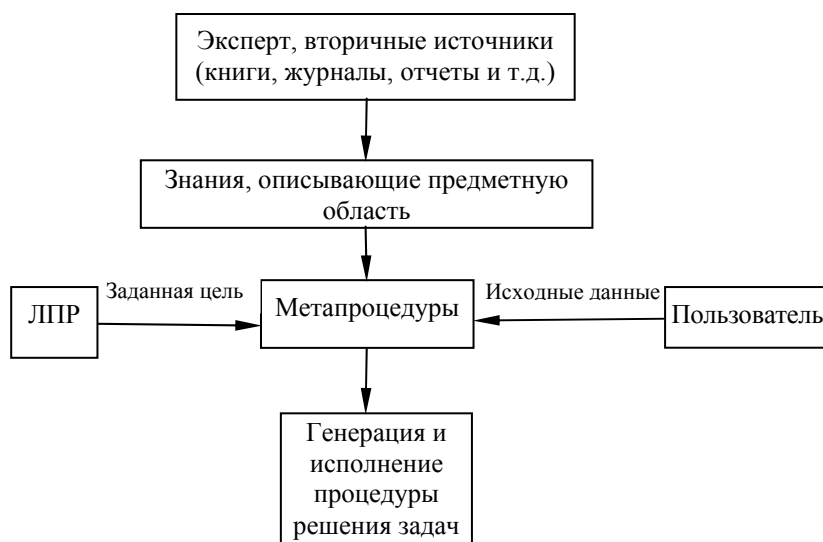 Эксперт, вторичные источники
(книги, журналы, отчеты и т.д.)
Знания, описывающие предметную
область
ЛПР
Заданная цель
Метапроцедуры
Исходные данные
Пользователь
Генерация и
исполнение
процедуры
решения задач